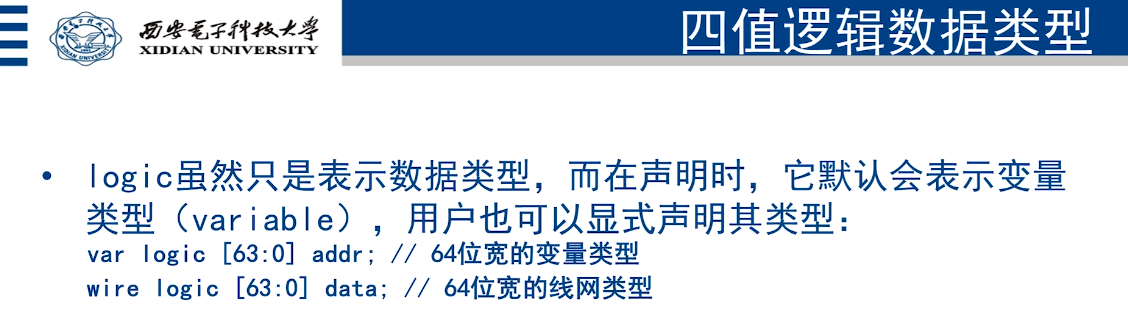 西安电子科技大学
XIDIAN UNIVERSITY
四值逻辑数据类型
• logic虽然只是表示数据类型，而在声明时，它默认会表示变量
类型（variable），用户也可以显式声明其类型：
var logic [63:0] addr; // 64位宽的变量类型
wire logic [63:0] data; // 64位宽的线网类型